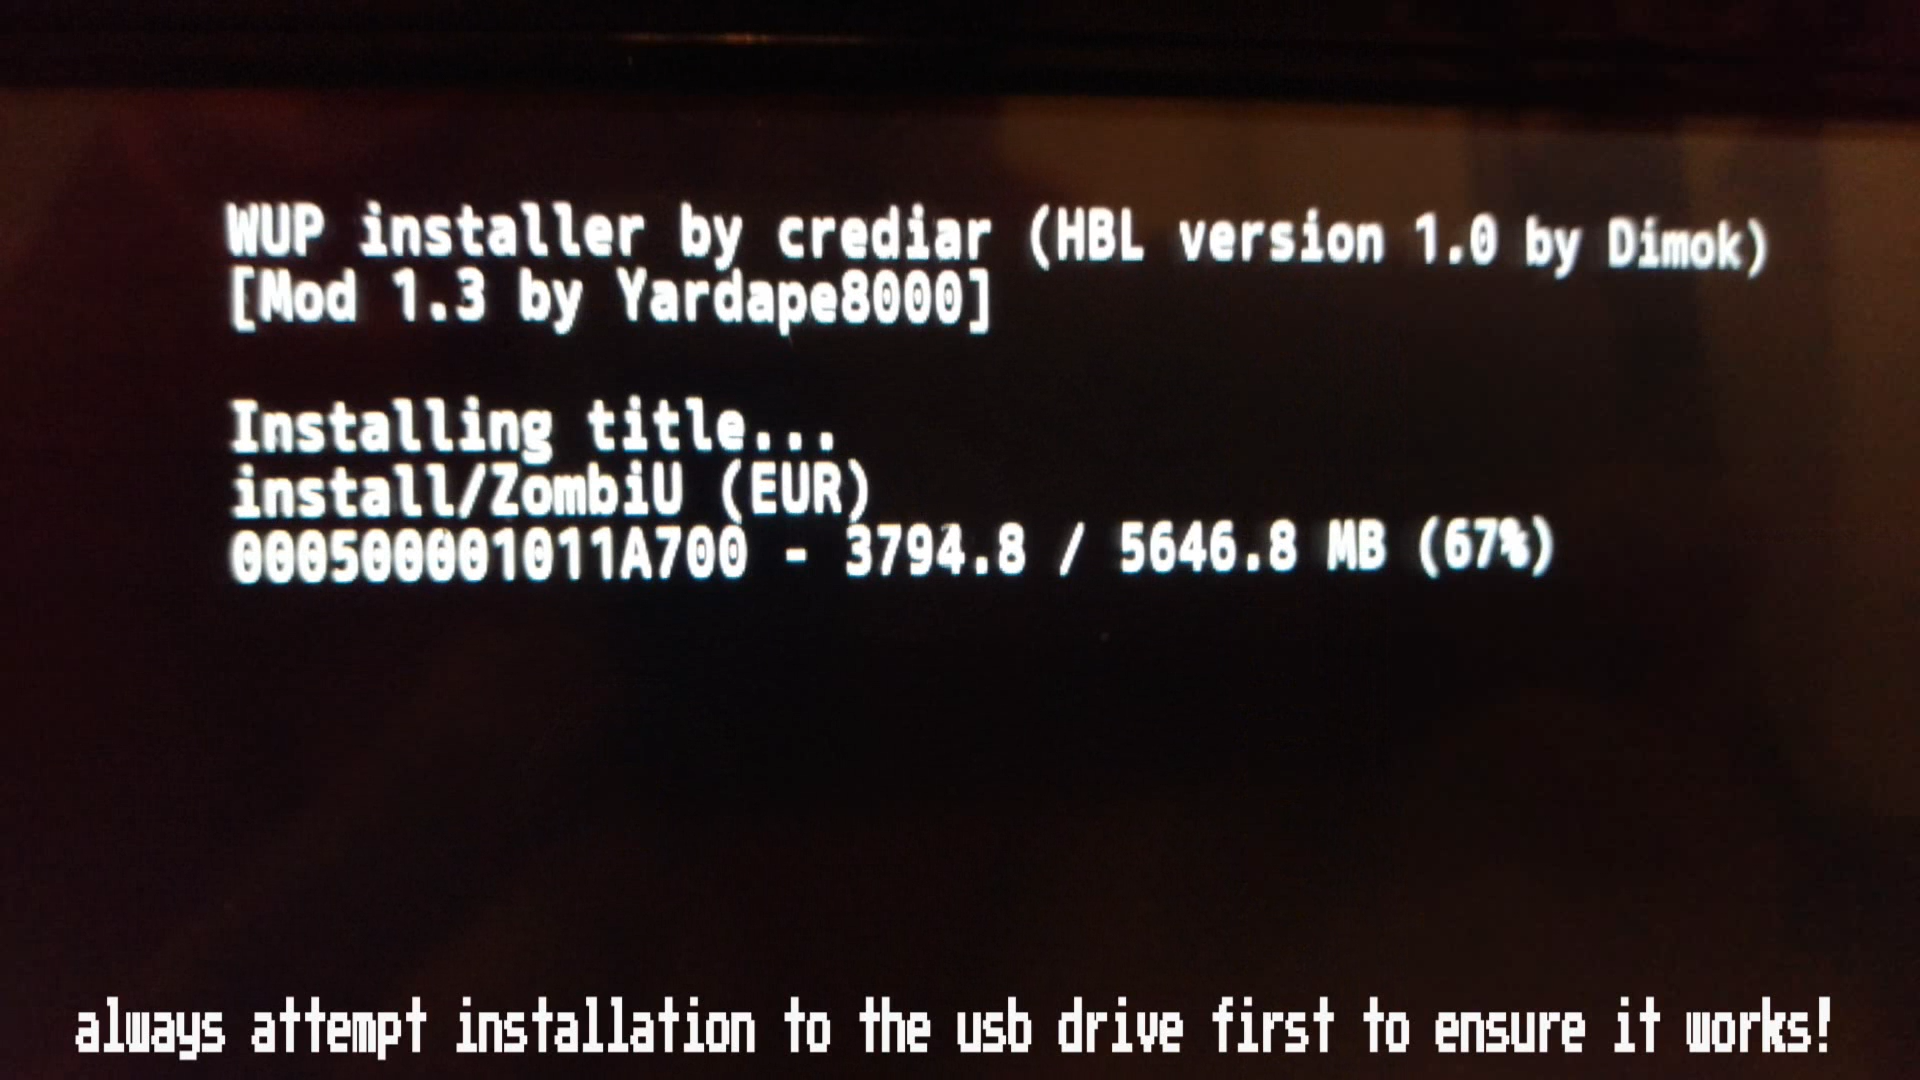 WUP installer by crediar (HBL version 1.0 by Dimok)
[Mod 1.3 by Yardape8000]
Installing title...
install/ZombiU (EUR)
000500001011A700 - 3794.8 / 5646.8 MB (67%)
always attempt installation to the usb drive first to ensure it works!